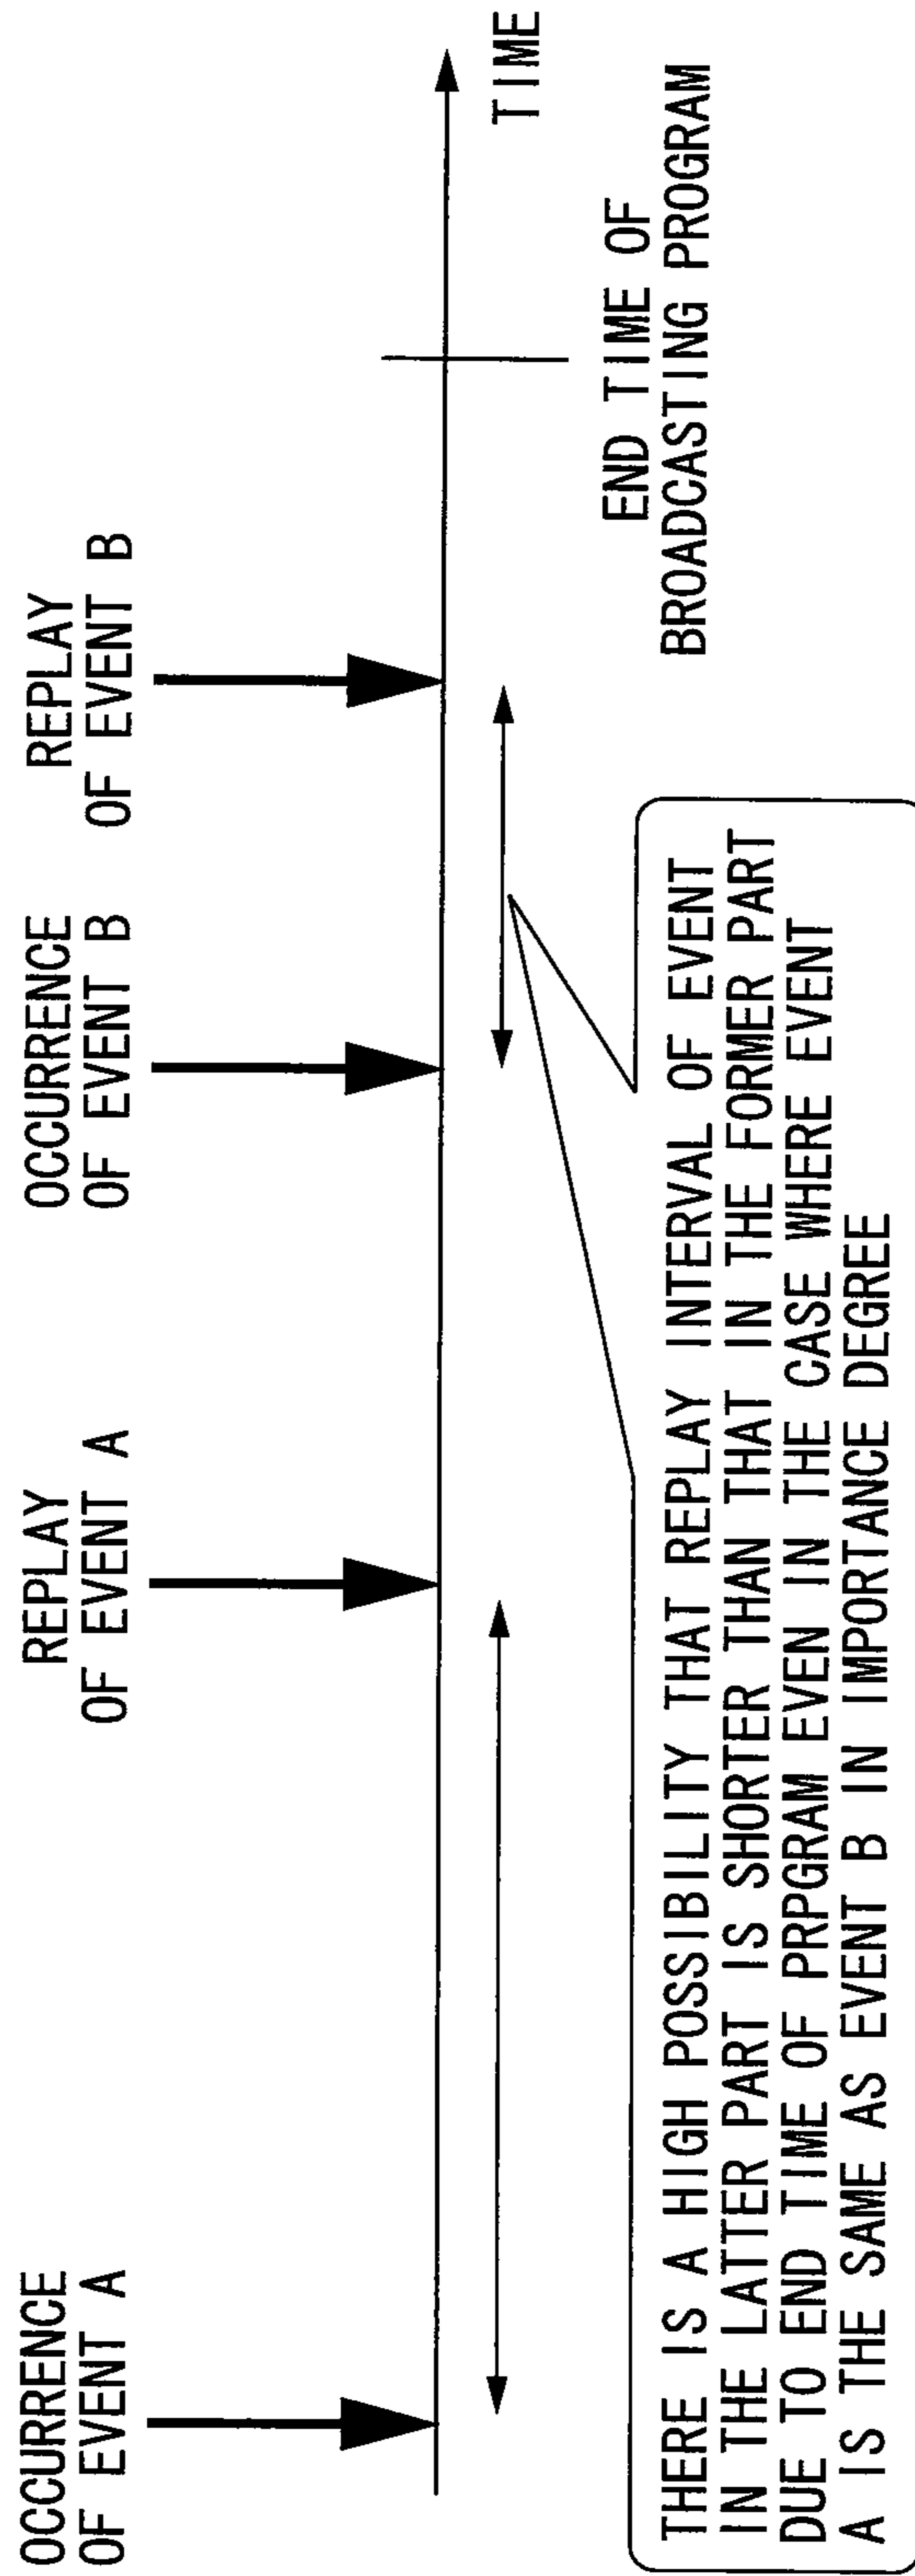 OCCURRENCE
OF EVENT A
REPLAY
OF EVENT A
OCCURRENCE
OF EVENT B
REPLAY
OF EVENT B
TIME
END TIME OF
BROADCASTING PROGRAM
THERE IS A HIGH POSSIBILITY THAT REPLAY INTERVAL OF EVENT
IN THE LATTER PART IS SHORTER THAN THAT IN THE FORMER PART
DUE TO END TIME OF PRPGRAM EVEN IN THE CASE WHERE EVENT
A IS THE SAME AS EVENT B IN IMPORTANCE DEGREE